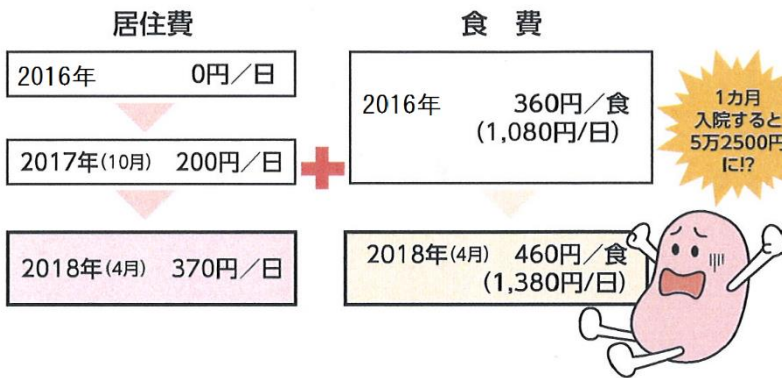 居住費
2016年 0円／日
2017年(10月) 200円／日
2018年(4月) 370円／日
食 費
2016年 360円／食
(1,080円/日)
2018年(4月) 460円／食
(1,380円/日)
1カ月
入院すると
5万2500円
に!?